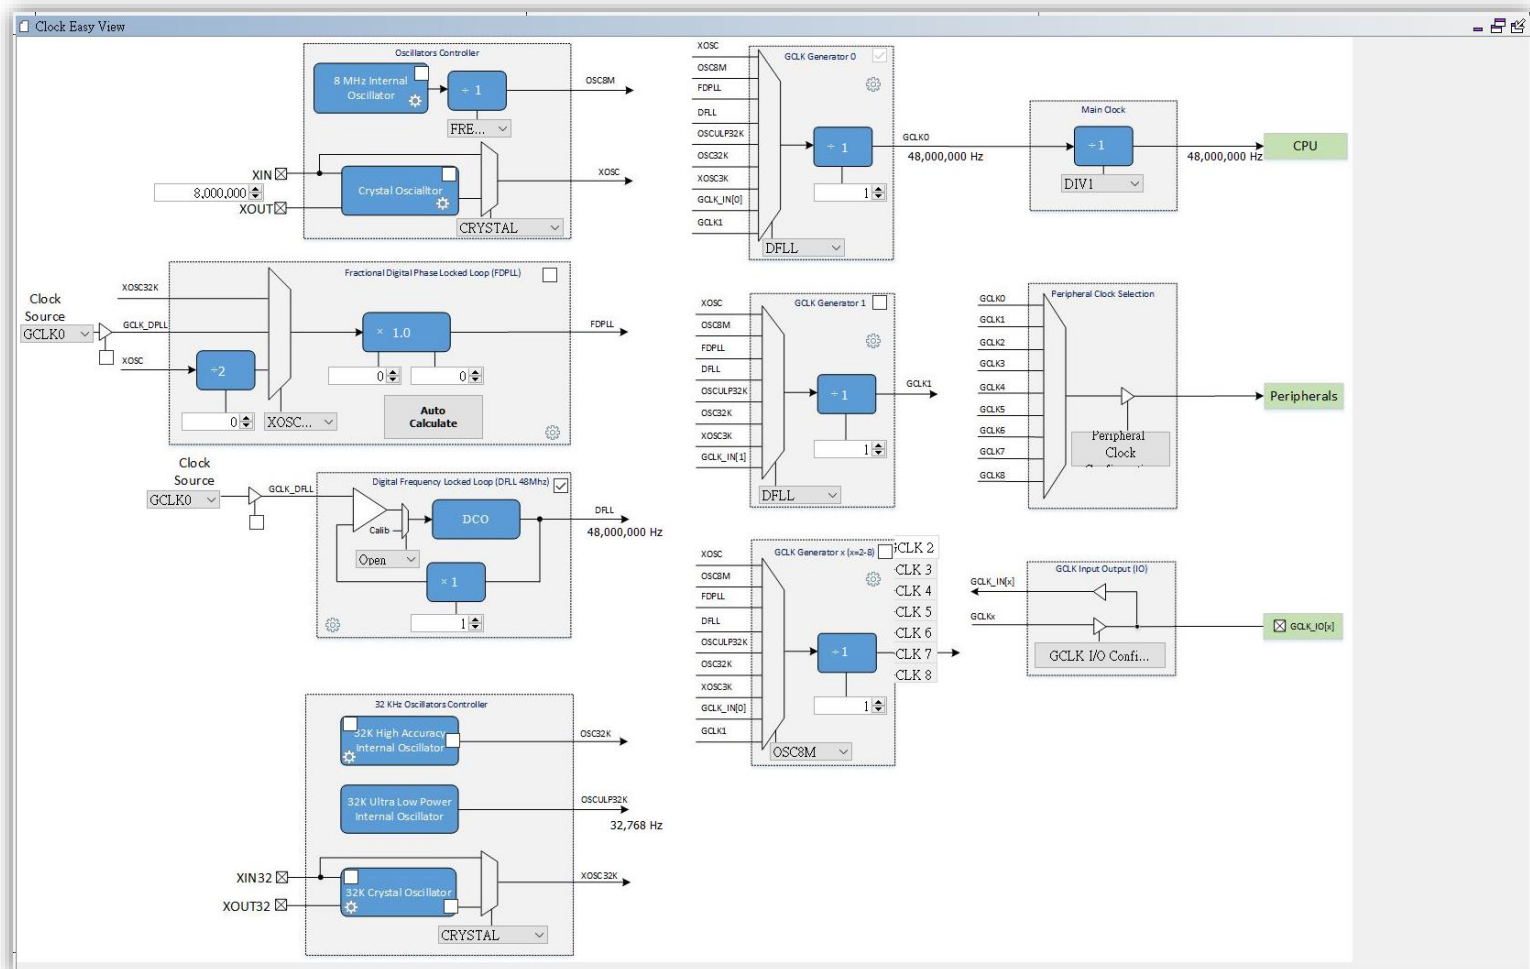 Clock Easy View
Oscillators Controller
8 MHz Internal
Oscillator
÷ 1
OSC8M
FRE...
XIN
8,000,000
XOUT
Crystal Oscialltor
XOSC
CRYSTAL
Fractional Digital Phase Locked Loop (FDPLL)
XOSC32K
Clock
Source
GCLK0
GCLK_DPLL
XOSC
÷2
× 1.0
FDPLL
0
0
0
XOSC...
Auto
Calculate
Clock
Source
GCLK0
GCLK_DFLL
Digital Frequency Locked Loop (DFLL 48Mhz)
Calib
DCO
DFLL
48,000,000 Hz
Open
× 1
1
32 KHz Oscillators Controller
32K High Accuracy
Internal Oscillator
OSC32K
32K Ultra Low Power
Internal Oscillator
OSCULP32K
32,768 Hz
XIN32
XOUT32
32K Crystal Oscillator
XOSC32K
CRYSTAL
GCLK Generator 0
XOSC
OSC8M
FDPLL
DFLL
OSCULP32K
OSC32K
XOSC3K
GCLK_IN[0]
GCLK1
÷ 1
1
DFLL
GCLK0
48,000,000 Hz
Main Clock
÷1
DIV1
48,000,000 Hz
CPU
GCLK Generator 1
XOSC
OSC8M
FDPLL
DFLL
OSCULP32K
OSC32K
XOSC3K
GCLK_IN[1]
÷1
1
DFLL
GCLK1
Peripheral Clock Selection
GCLK0
GCLK1
GCLK2
GCLK3
GCLK4
GCLK5
GCLK6
GCLK7
GCLK8
Peripheral
Clock
Peripherals
GCLK Generator x (x=2-8)
XOSC
OSC8M
FDPLL
DFLL
OSCULP32K
OSC32K
XOSC3K
GCLK_IN[0]
GCLK1
÷1
1
OSC8M
CLK 2
CLK 3
CLK 4
CLK 5
CLK 6
CLK 7
CLK 8
GCLK Input Output (IO)
GCLK_IN[x]
GCLKx
GCLK I/O Confi...
GCLK_IO[x]